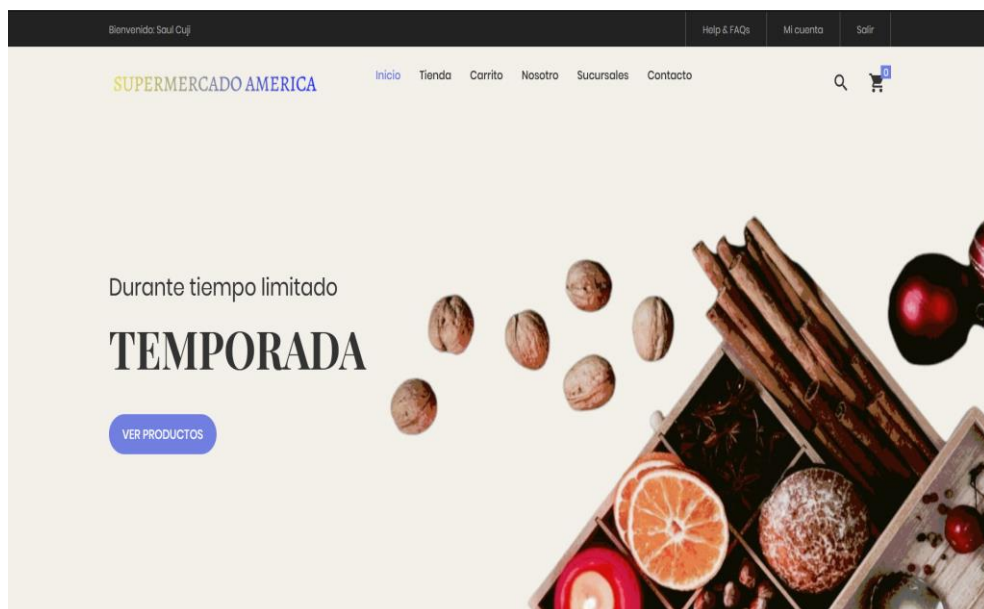 Bienvenido: Saul Cuji
Help & FAQs
Mi cuenta
Salir
SUPERMERCADO AMERICA
Inicio
Tienda
Carrito
Nosotro
Sucursales
Contacto
0
Durante tiempo limitado
TEMPORADA
VER PRODUCTOS